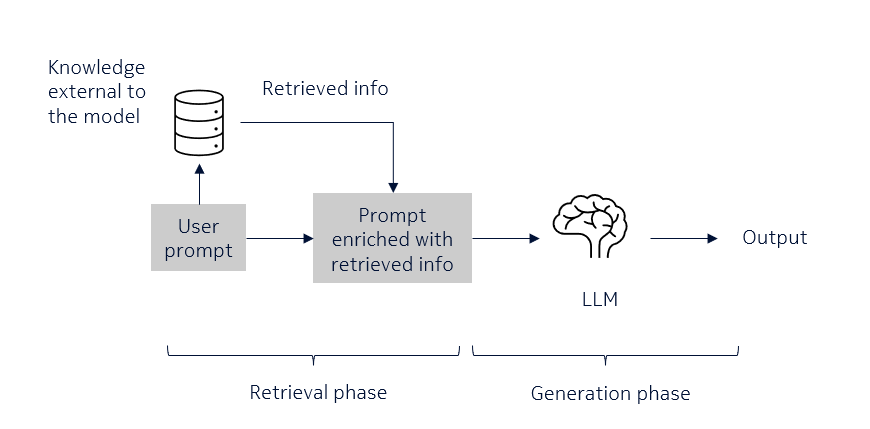 Knowledge
external to
the model
Retrieved info
User
prompt
Prompt
enriched with
retrieved info
Output
LLM
Retrieval phase
Generation phase